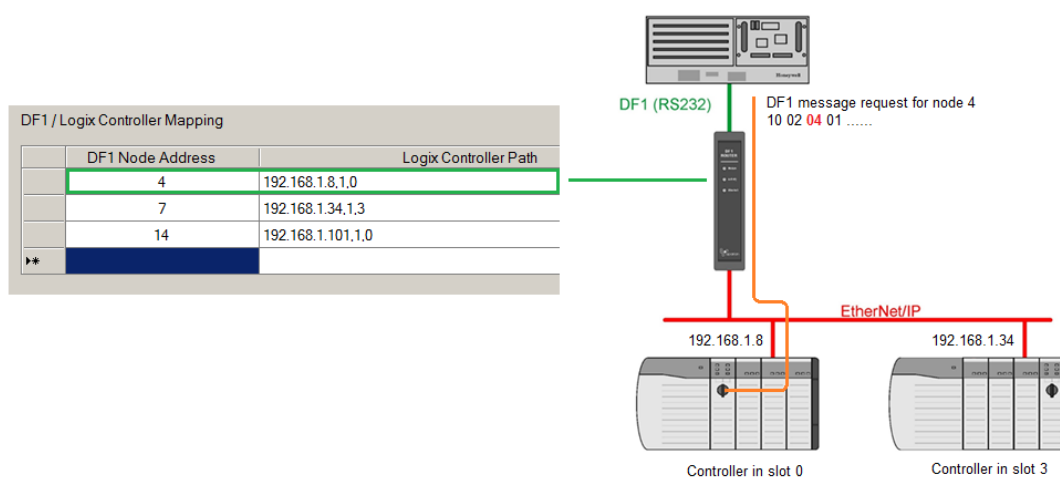 Honeywell
DF1 (RS232)
DF1 message request for node 4
10 02 04 01 ......
DF1 / Logix Controller Mapping
DF1 Node Address
Logix Controller Path
4
192.168.1.8,1,0
7
192.168.1.34,1,3
14
192.168.1.101,1,0
EtherNet/IP
192.168.1.8
192.168.1.34
Controller in slot 0
Controller in slot 3